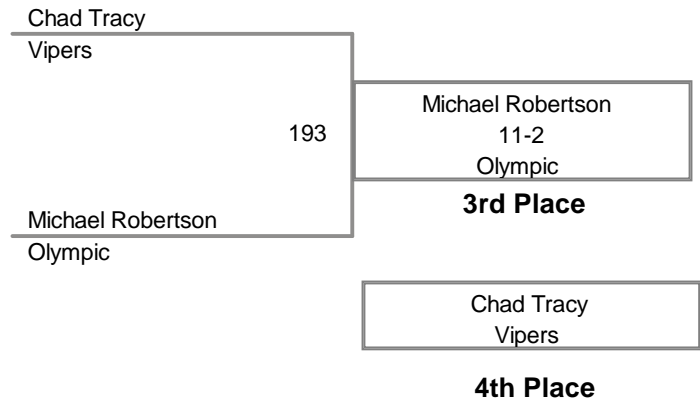 Chad Tracy
Vipers
193
Michael Robertson
11-2
Olympic
3rd Place
Michael Robertson
Olympic
Chad Tracy
Vipers
4th Place